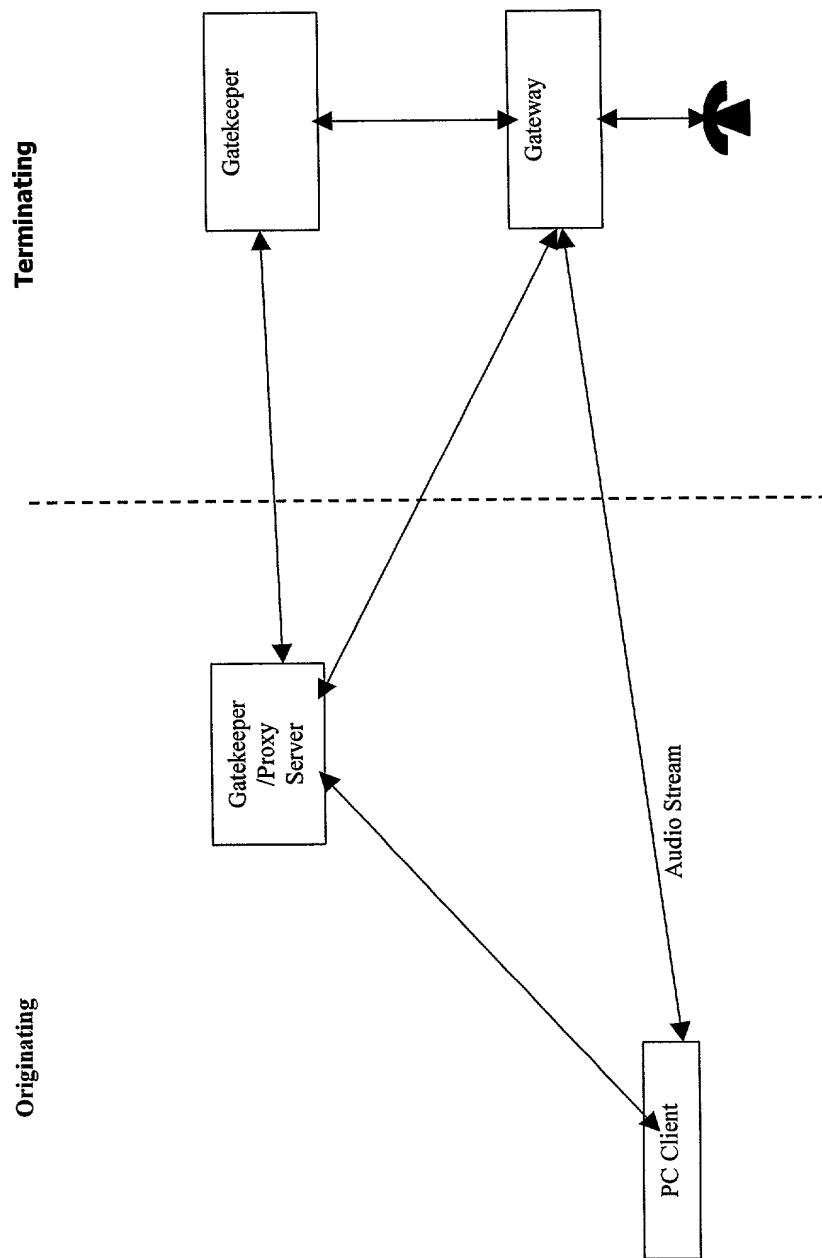 Originating
Terminating
Gatekeeper
/Proxy
Server
Gatekeeper
PC Client
Audio Stream
Gateway